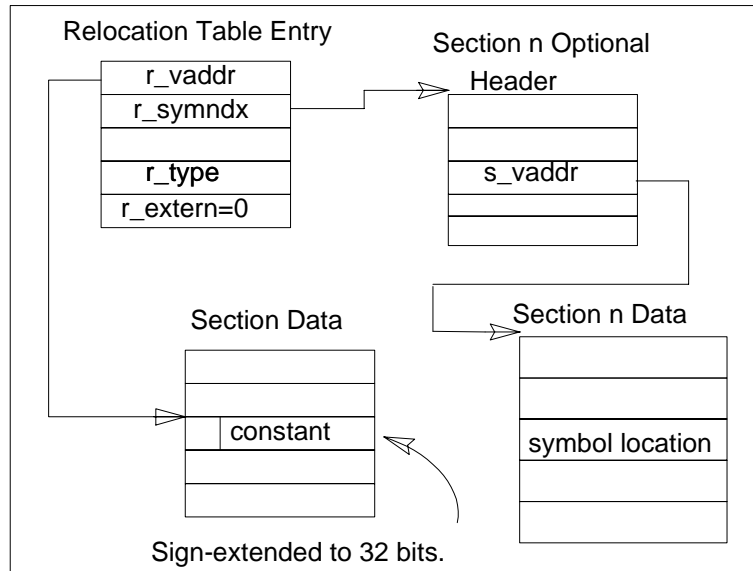 Relocation Table Entry
r_vaddr
r_symndx
r_type
r_extern=0
Section n Optional
Header
s_vaddr
Section Data
constant
Sign-extended to 32 bits.
Section n Data
symbol location